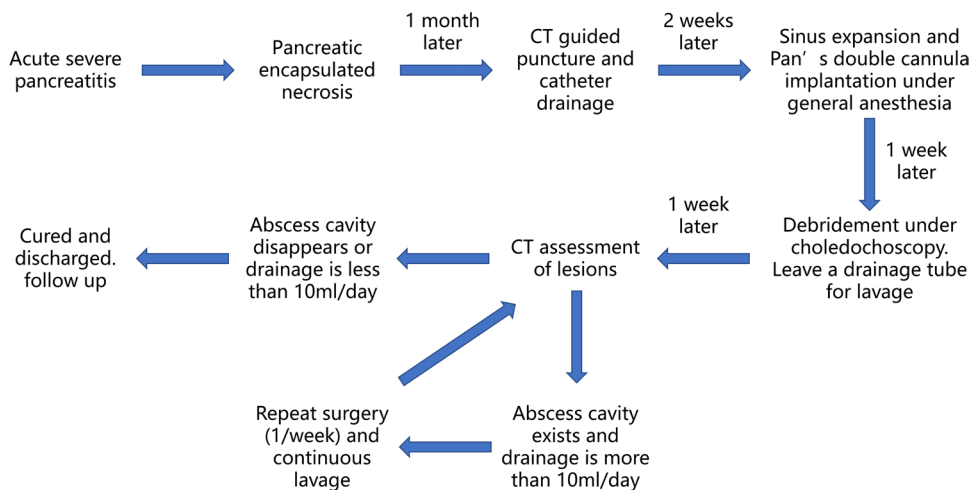 Acute severe
pancreatitis
Pancreatic
encapsulated
necrosis
1 month
later
CT guided
puncture and
catheter
drainage
2 weeks
later
Sinus expansion and
Pan’s double cannula
implantation under
general anesthesia
1 week
later
Debridement under
choledochoscopy.
Leave a drainage tube
for lavage
1 week
later
CT assessment
of lesions
Abscess cavity
disappears or
drainage is less
than 10ml/day
Cured and
discharged.
follow up
Abscess cavity
exists and
drainage is more
than 10ml/day
Repeat surgery
(1/week) and
continuous
lavage